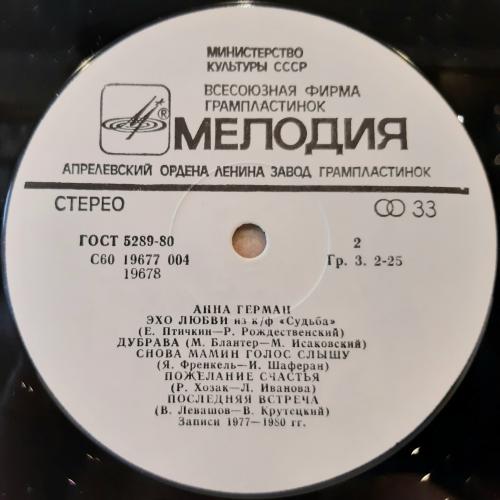 МИНИСТЕРСТВО
КУЛЬТУРЫ СССР
ВСЕСОЮЗНАЯ ФИРМА
ГРАМПЛАСТИНОК
®
МЕЛОДИЯ
АПРЕЛЕВСКИЙ ОРДЕНА ЛЕНИНА ЗАВОД ГРАМПЛАСТИНОК
СТЕРЕО
33
ГОСТ 5289-80
2
С60 19677 004
Гр. 3. 2-25
19678
АННА ГЕРМАН
ЭХО ЛЮБВИ из к/ф «Судьба»
(Е. Птичкин—Р. Рождественский)
ДУБРАВА (М. Блантер—М. Исаковский)
СНОВА МАМИН ГОЛОС СЛЫШУ
(Я. Френкель—И. Шаферан)
ПОЖЕЛАНИЕ СЧАСТЬЯ
(Р. Хозак—Л. Иванова)
ПОСЛЕДНЯЯ ВСТРЕЧА
(В. Левашов—В. Крутецкий)
Записи 1977—1980 гг.